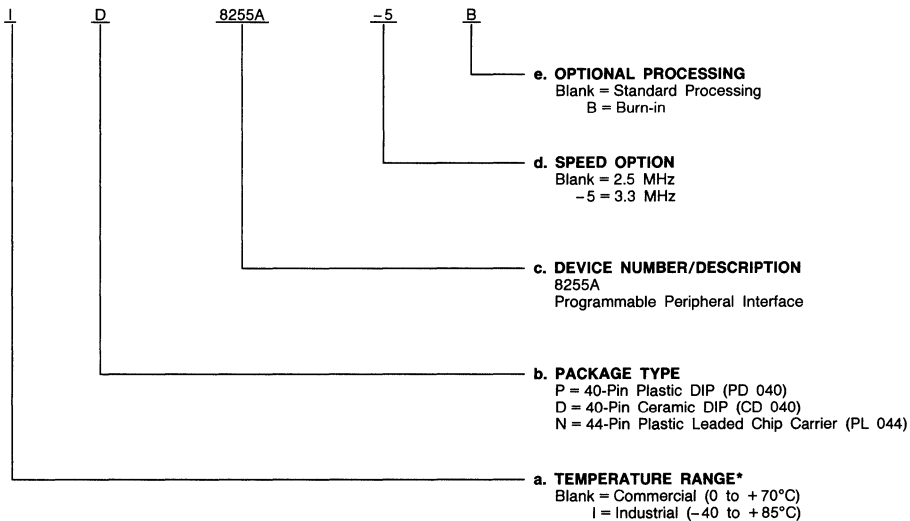 I D 8255A -5 B
e. OPTIONAL PROCESSING
Blank = Standard Processing
B = Burn-in
d. SPEED OPTION
Blank = 2.5 MHz
-5 = 3.3 MHz
c. DEVICE NUMBER/DESCRIPTION
8255A
Programmable Peripheral Interface
b. PACKAGE TYPE
P = 40-Pin Plastic DIP (PD 040)
D = 40-Pin Ceramic DIP (CD 040)
N = 44-Pin Plastic Leaded Chip Carrier (PL 044)
a. TEMPERATURE RANGE*
Blank = Commercial (0 to +70°C)
I = Industrial (-40 to +85°C)